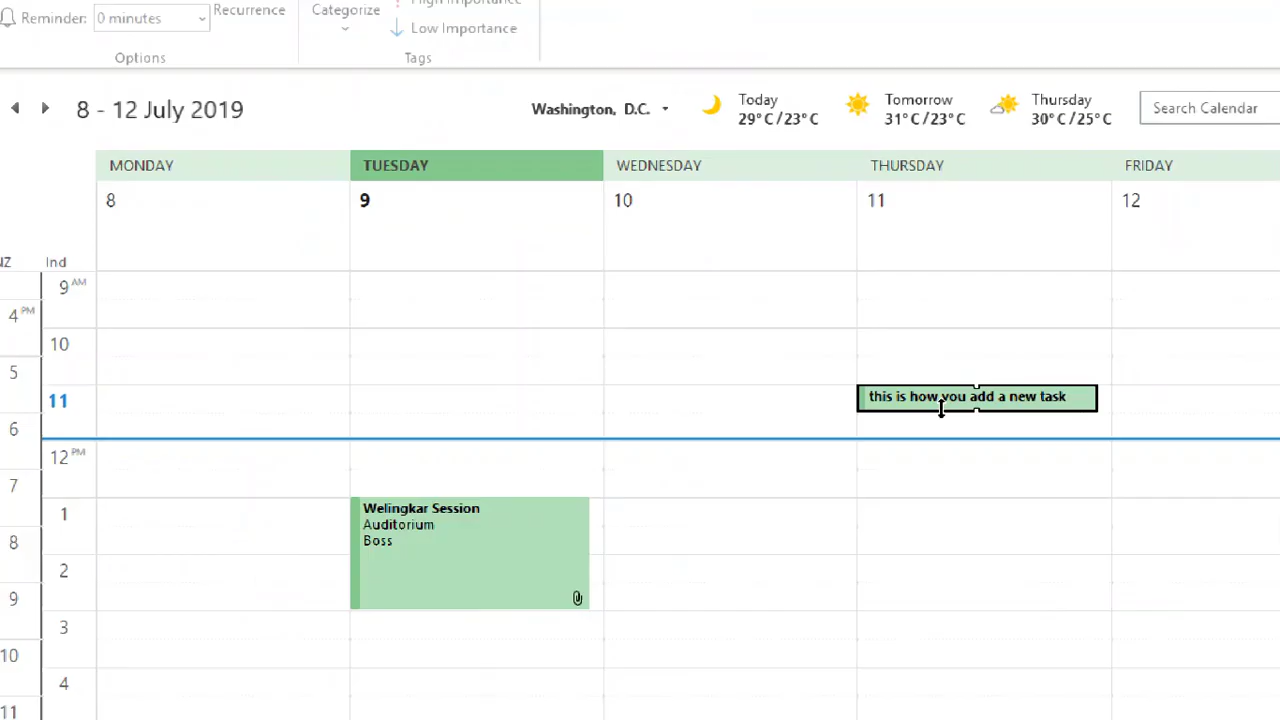 High Importance
Reminder: 0 minutes
Recurrence
Categorize
Low Importance
Options
Tags
8 - 12 July 2019
Washington, D.C.
Today
29°C/23°C
Tomorrow
31°C/23°C
Thursday
30°C/25°C
Search Calendar
MONDAY
TUESDAY
WEDNESDAY
THURSDAY
FRIDAY
8
9
10
11
12
NZ
Ind
9 AM
4 PM
10
5
11
this is how you add a new task
6
12 PM
7
1
Welingkar Session
Auditorium
Boss
8
2
9
3
10
4
11